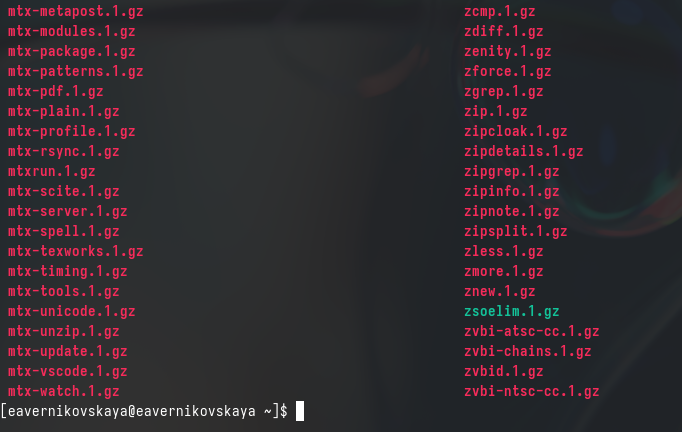 mtx-metapost.1.gz zcmp.1.gz
mtx-modules.1.gz zdiff.1.gz
mtx-package.1.gz zenity.1.gz
mtx-patterns.1.gz zforce.1.gz
mtx-pdf.1.gz zgrep.1.gz
mtx-plain.1.gz zip.1.gz
mtx-profile.1.gz zipcloak.1.gz
mtx-rsync.1.gz zipdetails.1.gz
mtxrun.1.gz zipgrep.1.gz
mtx-scite.1.gz zipinfo.1.gz
mtx-server.1.gz zipnote.1.gz
mtx-spell.1.gz zipsplit.1.gz
mtx-texworks.1.gz zless.1.gz
mtx-timing.1.gz zmore.1.gz
mtx-tools.1.gz znew.1.gz
mtx-unicode.1.gz zsoelim.1.gz
mtx-unzip.1.gz zvbi-atsc-cc.1.gz
mtx-update.1.gz zvbi-chains.1.gz
mtx-vscode.1.gz zvbid.1.gz
mtx-watch.1.gz zvbi-ntsc-cc.1.gz
[eavernikovskaya@eavernikovskaya ~]$